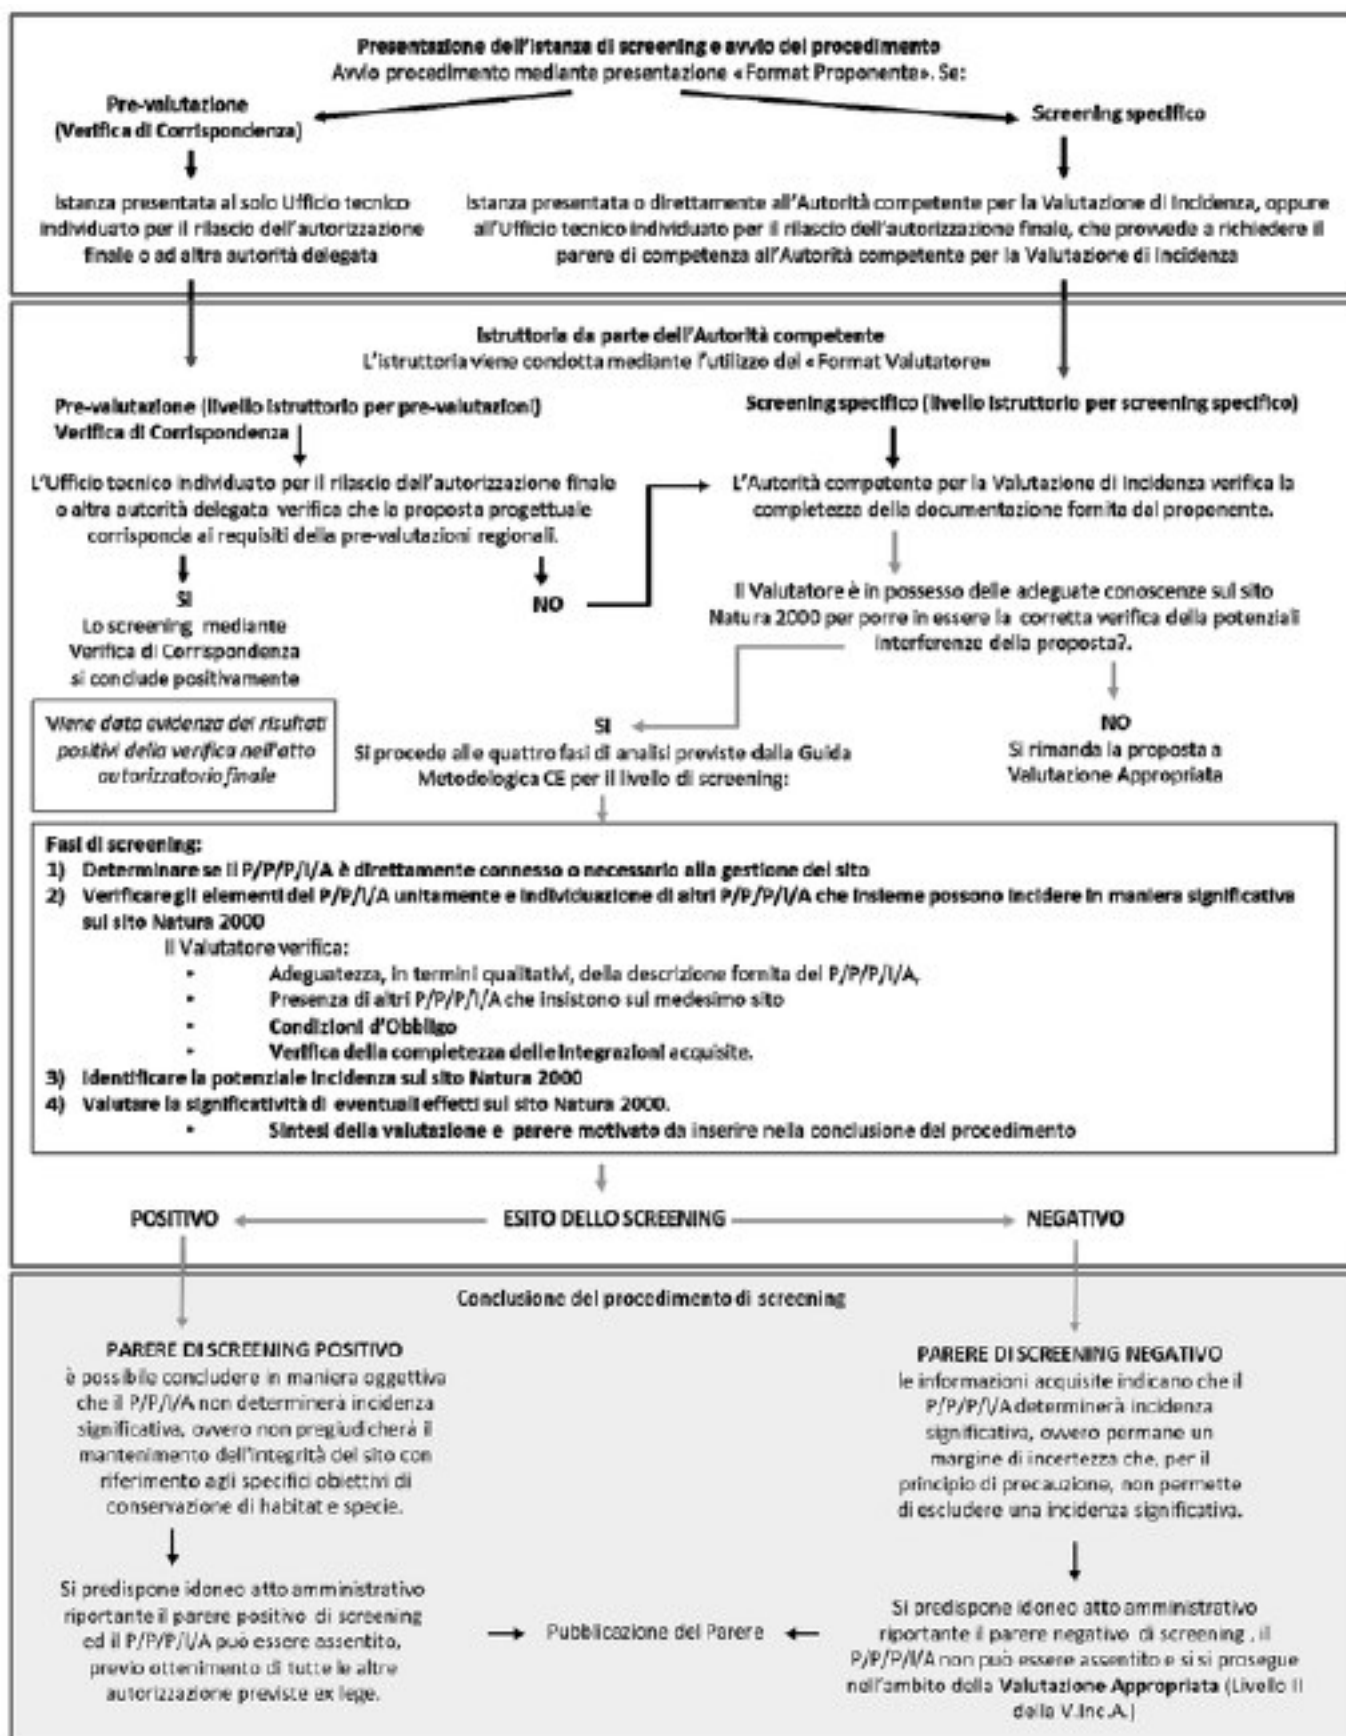 Presentazione dell'istanza di screening e avvio del procedimento
Avvio procedimento mediante presentazione «Format Proponente». Se:
Pre-valutazione
(Verifica di Corrispondenza)
Screening specifico
Istanza presentata al solo Ufficio tecnico
individuato per il rilascio dell'autorizzazione
finale o ad altra autorità delegata
Istanza presentata o direttamente all'Autorità competente per la Valutazione di Incidenza, oppure
all'Ufficio tecnico individuato per il rilascio dell'autorizzazione finale, che provvede a richiedere il
parere di competenza all'Autorità competente per la Valutazione di Incidenza
Istruttoria da parte dell'Autorità competente
L'istruttoria viene condotta mediante l'utilizzo del «Format Valutatore»
Pre-valutazione (livello istruttorio per pre-valutazioni)
Verifica di Corrispondenza
Screening specifico (livello istruttorio per screening specifico)
L'Ufficio tecnico individuato per il rilascio dell'autorizzazione finale
o altra autorità delegata verifica che la proposta progettuale
corrisponda ai requisiti della pre-valutazioni regionali.
L'Autorità competente per la Valutazione di Incidenza verifica la
completezza della documentazione fornita dal proponente.
SI
NO
Lo screening mediante
Verifica di Corrispondenza
si conclude positivamente
Il Valutatore è in possesso delle adeguate conoscenze sul sito
Natura 2000 per porre in essere la corretta verifica della potenziali
interferenze della proposta?.
Viene data evidenza dei risultati
positivi della verifica nell'atto
autorizzatorio finale
SI
Si procede alle quattro fasi di analisi previste dalla Guida
Metodologica CE per il livello di screening:
NO
Si rimanda la proposta a
Valutazione Appropriata
Fasi di screening:
1) Determinare se il P/P/P/I/A è direttamente connesso o necessario alla gestione del sito
2) Verificare gli elementi del P/P/I/A unitamente e individuazione di altri P/P/P/I/A che insieme possono incidere in maniera significativa
sul sito Natura 2000
Il Valutatore verifica:
• Adeguatezza, in termini qualitativi, della descrizione fornita del P/P/P/I/A,
• Presenza di altri P/P/P/I/A che insistono sul medesimo sito
• Condizioni d'Obbligo
• Verifica della completezza delle integrazioni acquisite.
3) Identificare la potenziale incidenza sul sito Natura 2000
4) Valutare la significatività di eventuali effetti sul sito Natura 2000.
• Sintesi della valutazione e parere motivato da inserire nella conclusione del procedimento
POSITIVO
ESITO DELLO SCREENING
NEGATIVO
Conclusione del procedimento di screening
PARERE DI SCREENING POSITIVO
è possibile concludere in maniera oggettiva
che il P/P/I/A non determinerà incidenza
significativa, ovvero non pregiudicherà il
mantenimento dell'integrità del sito con
riferimento agli specifici obiettivi di
conservazione di habitat e specie.
PARERE DI SCREENING NEGATIVO
le informazioni acquisite indicano che il
P/P/P/I/A determinerà incidenza
significativa, ovvero permane un
margine di incertezza che, per il
principio di precauzione, non permette
di escludere una incidenza significativa.
Si predispone idoneo atto amministrativo
riportante il parere positivo di screening
ed il P/P/P/I/A può essere assentito,
previo ottenimento di tutte le altre
autorizzazione previste ex lege.
Pubblicazione del Parere
Si predispone idoneo atto amministrativo
riportante il parere negativo di screening , il
P/P/P/I/A non può essere assentito e si si prosegue
nell'ambito della Valutazione Appropriata (Livello II
della V.Inc.A.)